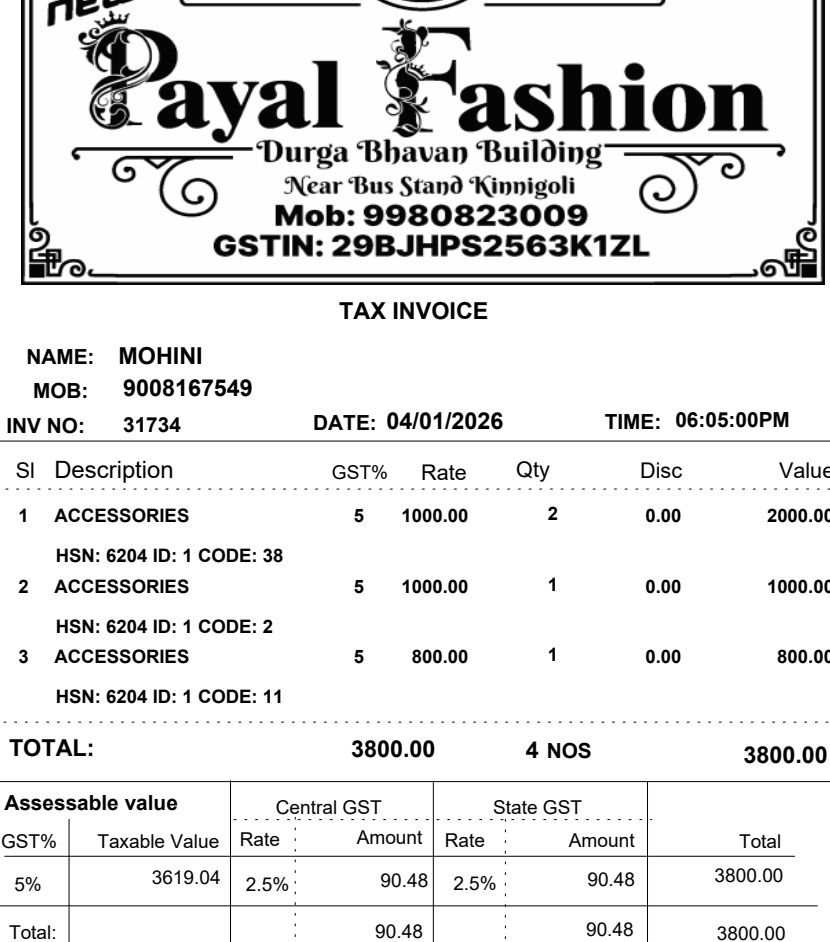 new
Payal Fashion
Durga Bhavan Building
Near Bus Stand Kinnigoli
Mob: 9980823009
GSTIN: 29BJHPS2563K1ZL
TAX INVOICE
NAME: MOHINI
MOB: 9008167549
INV NO: 31734 DATE: 04/01/2026 TIME: 06:05:00PM
Sl Description GST% Rate Qty Disc Value
1 ACCESSORIES 5 1000.00 2 0.00 2000.00
HSN: 6204 ID: 1 CODE: 38
2 ACCESSORIES 5 1000.00 1 0.00 1000.00
HSN: 6204 ID: 1 CODE: 2
3 ACCESSORIES 5 800.00 1 0.00 800.00
HSN: 6204 ID: 1 CODE: 11
TOTAL: 3800.00 4 NOS 3800.00
Assessable value Central GST State GST
GST% Taxable Value Rate Amount Rate Amount Total
5% 3619.04 2.5% 90.48 2.5% 90.48 3800.00
Total: 90.48 90.48 3800.00